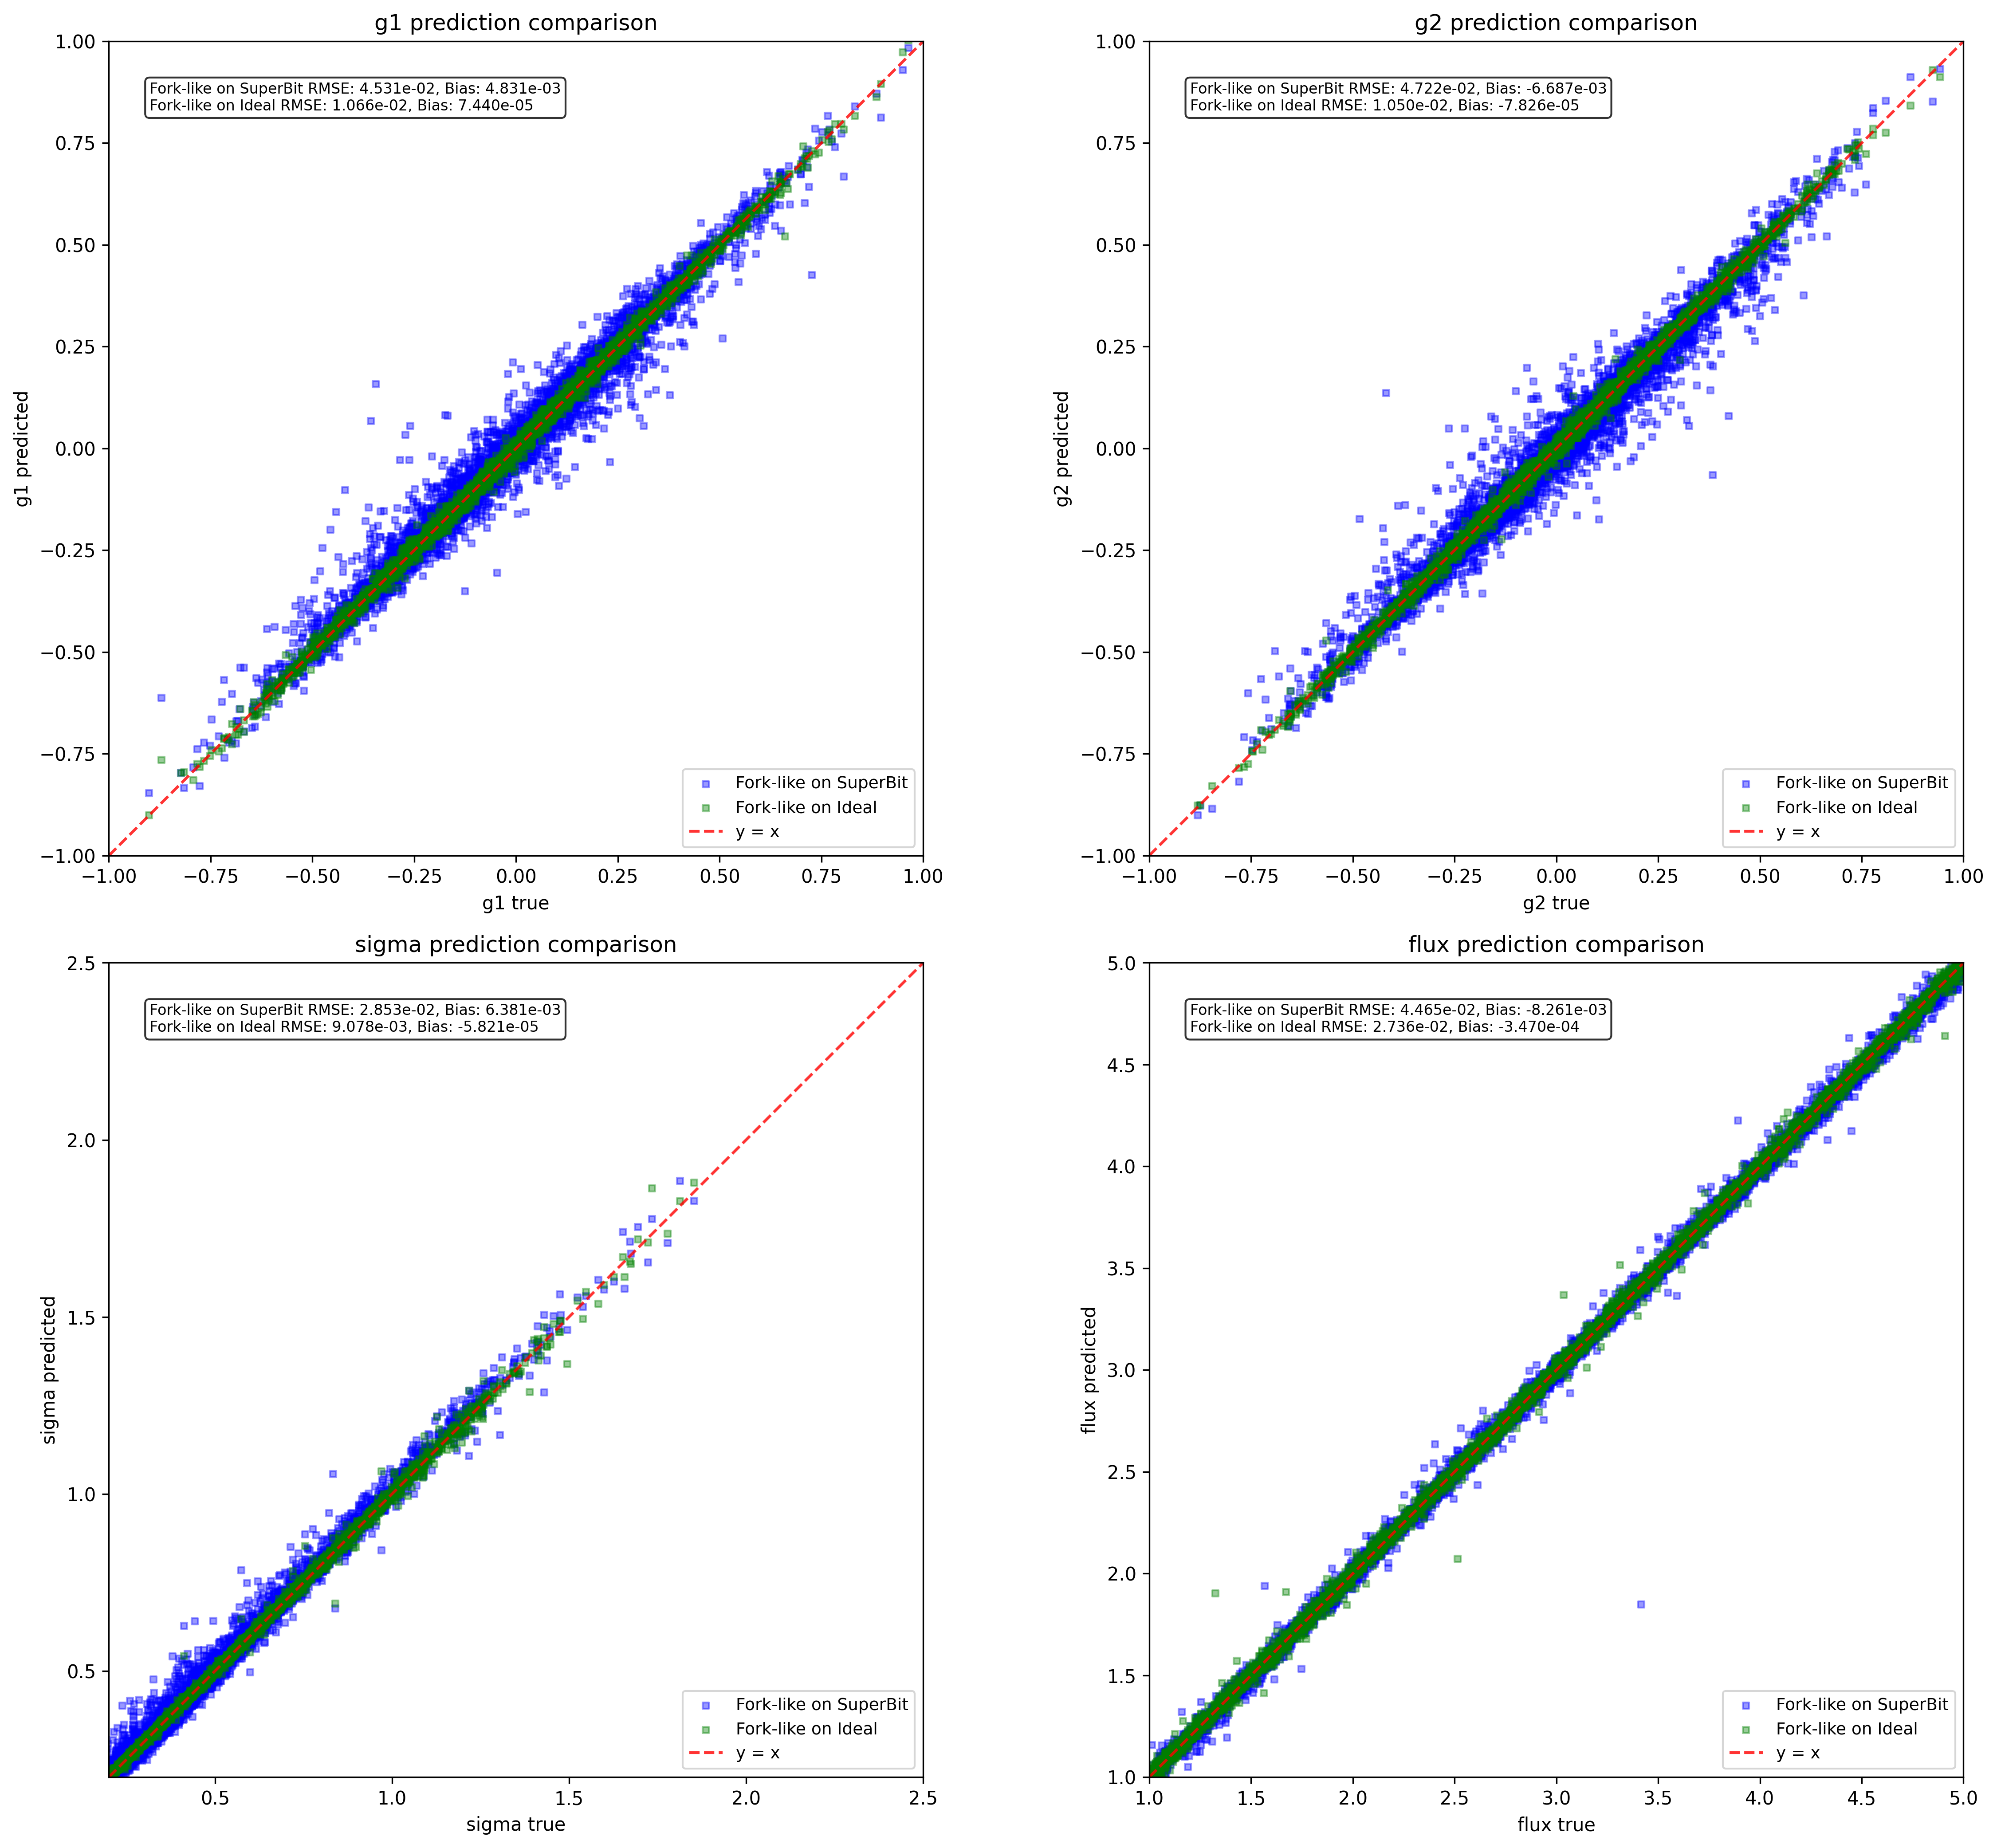 g1 prediction comparison
1.00
0.75
0.50
0.25
0.00
−0.25
−0.50
−0.75
−1.00
g1 predicted
Fork-like on SuperBit RMSE: 4.531e-02, Bias: 4.831e-03
Fork-like on Ideal RMSE: 1.066e-02, Bias: 7.440e-05
Fork-like on SuperBit
Fork-like on Ideal
y = x
−1.00 −0.75 −0.50 −0.25 0.00 0.25 0.50 0.75 1.00
g1 true
g2 prediction comparison
1.00
0.75
0.50
0.25
0.00
−0.25
−0.50
−0.75
−1.00
g2 predicted
Fork-like on SuperBit RMSE: 4.722e-02, Bias: -6.687e-03
Fork-like on Ideal RMSE: 1.050e-02, Bias: -7.826e-05
Fork-like on SuperBit
Fork-like on Ideal
y = x
−1.00 −0.75 −0.50 −0.25 0.00 0.25 0.50 0.75 1.00
g2 true
sigma prediction comparison
2.5
2.0
1.5
1.0
0.5
sigma predicted
Fork-like on SuperBit RMSE: 2.853e-02, Bias: 6.381e-03
Fork-like on Ideal RMSE: 9.078e-03, Bias: -5.821e-05
Fork-like on SuperBit
Fork-like on Ideal
y = x
0.5 1.0 1.5 2.0 2.5
sigma true
flux prediction comparison
5.0
4.5
4.0
3.5
3.0
2.5
2.0
1.5
1.0
flux predicted
Fork-like on SuperBit RMSE: 4.465e-02, Bias: -8.261e-03
Fork-like on Ideal RMSE: 2.736e-02, Bias: -3.470e-04
Fork-like on SuperBit
Fork-like on Ideal
y = x
1.0 1.5 2.0 2.5 3.0 3.5 4.0 4.5 5.0
flux true